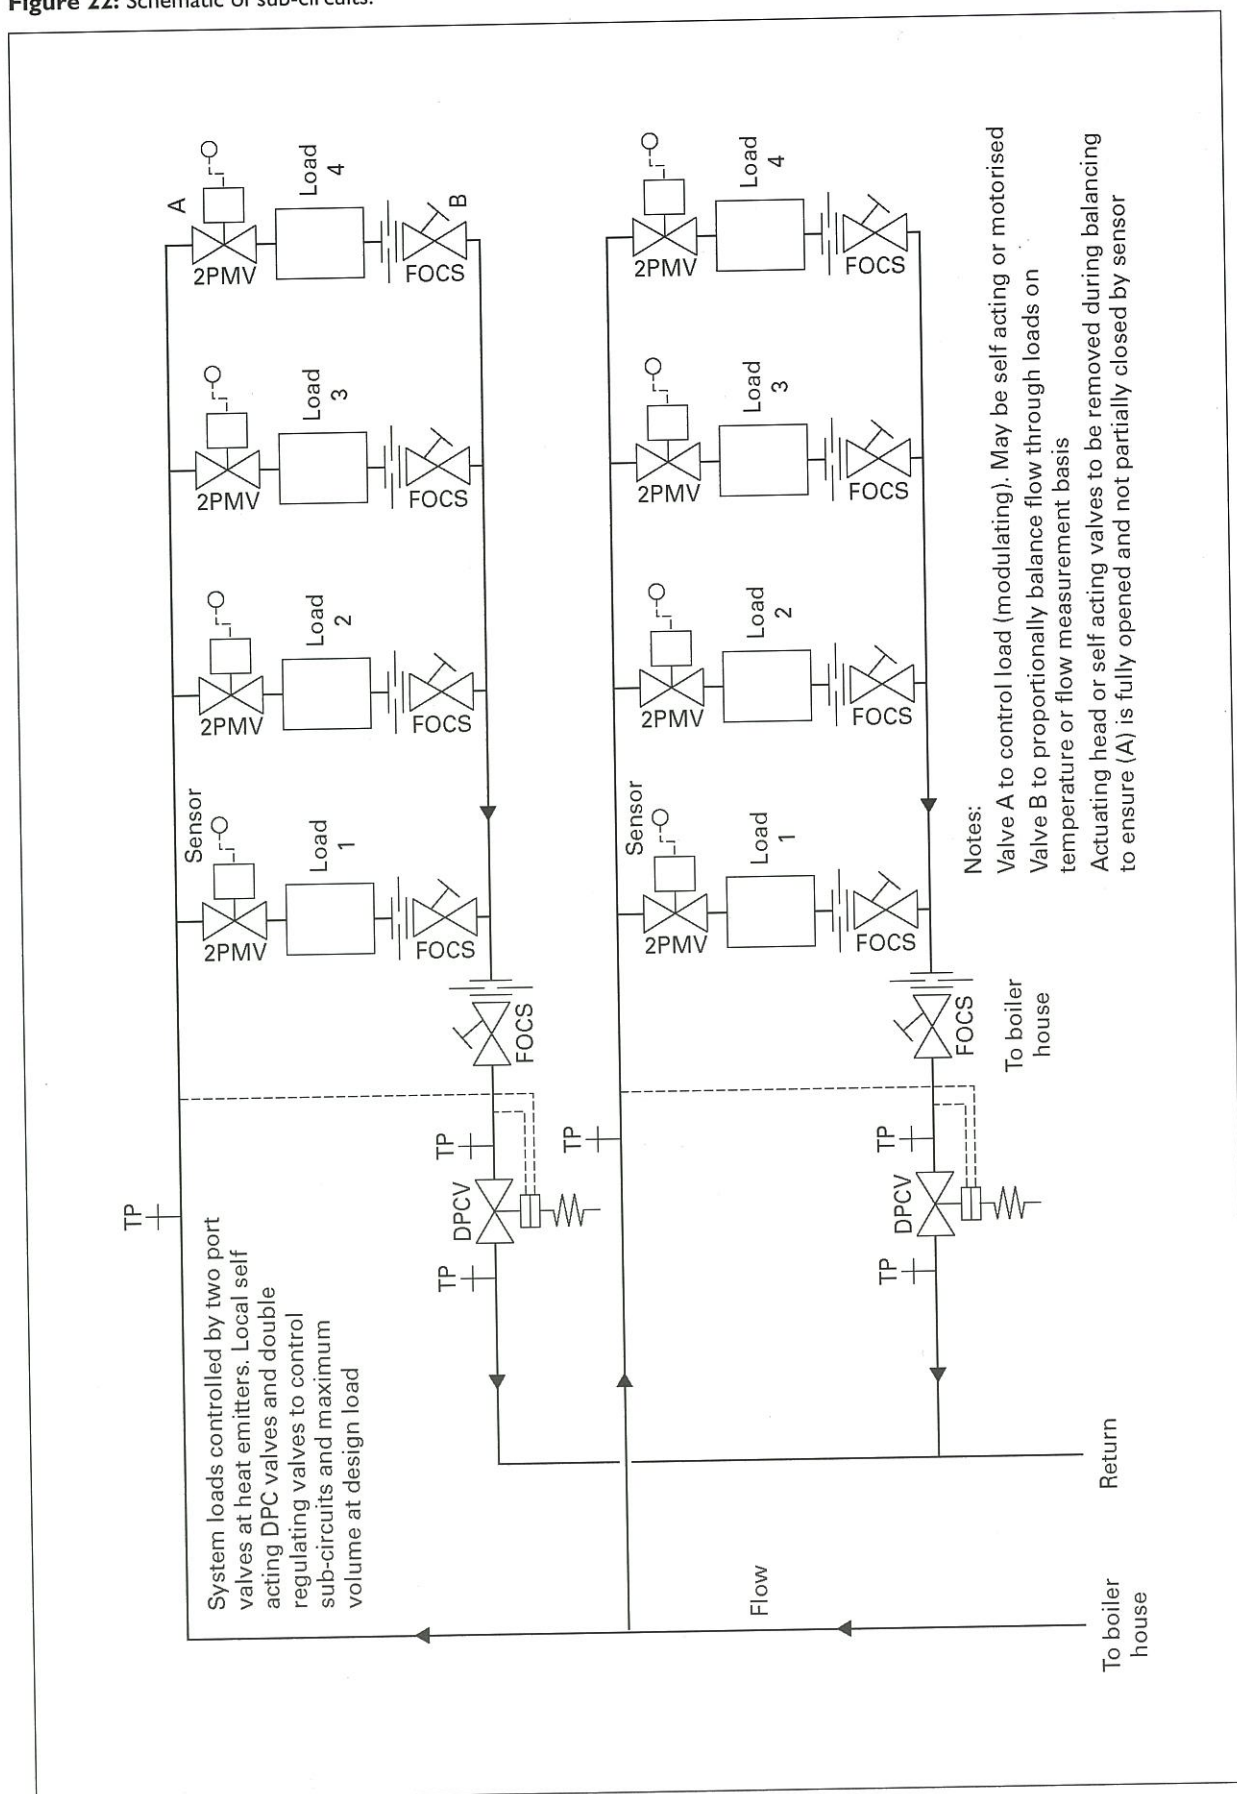 Figure 22: Schematic of sub-circuits.
TP
System loads controlled by two port
valves at heat emitters. Local self
acting DPC valves and double
regulating valves to control
sub-circuits and maximum
volume at design load
Sensor
A
2PMV
2PMV
2PMV
2PMV
Load
1
Load
2
Load
3
Load
4
FOCS
FOCS
FOCS
FOCS
B
TP
DPCV
TP
FOCS
TP
Sensor
2PMV
2PMV
2PMV
2PMV
Load
1
Load
2
Load
3
Load
4
FOCS
FOCS
FOCS
FOCS
TP
DPCV
TP
FOCS
To boiler
house
Flow
Return
To boiler
house
Notes:
Valve A to control load (modulating). May be self acting or motorised
Valve B to proportionally balance flow through loads on
temperature or flow measurement basis
Actuating head or self acting valves to be removed during balancing
to ensure (A) is fully opened and not partially closed by sensor